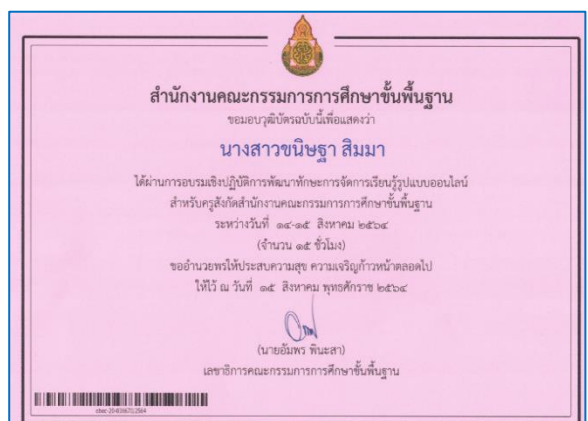 สำนักงานคณะกรรมการการศึกษาขั้นพื้นฐาน
ขอมอบวุฒิบัตรฉบับนี้เพื่อแสดงว่า
นางสาวขนิษฐา สิมมา
ได้ผ่านการอบรมเชิงปฏิบัติการพัฒนาทักษะการจัดการเรียนรู้รูปแบบออนไลน์
สำหรับครูสังกัดสำนักงานคณะกรรมการการศึกษาขั้นพื้นฐาน
ระหว่างวันที่ ๑๔-๑๕ สิงหาคม ๒๕๖๔
(จำนวน ๑๕ ชั่วโมง)
ขออำนวยพรให้ประสบความสุข ความเจริญก้าวหน้าตลอดไป
ให้ไว้ ณ วันที่ ๑๕ สิงหาคม พุทธศักราช ๒๕๖๔
(นายอัมพร พินะสา)
เลขาธิการคณะกรรมการการศึกษาขั้นพื้นฐาน